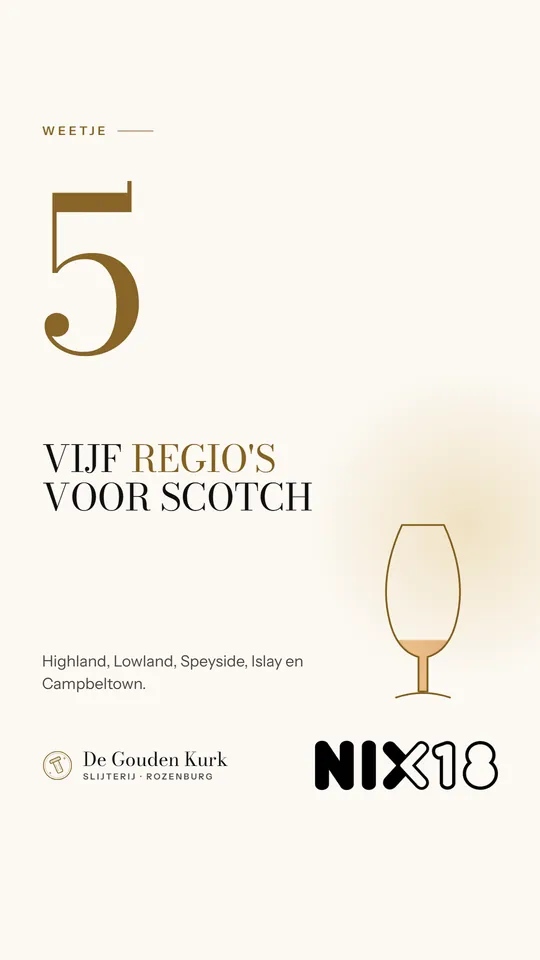 WEETJE
5
VIJF REGIO'S
VOOR SCOTCH
Highland, Lowland, Speyside, Islay en
Campbeltown.
De Gouden Kurk
SLIJTERIJ · ROZENBURG
NIX18